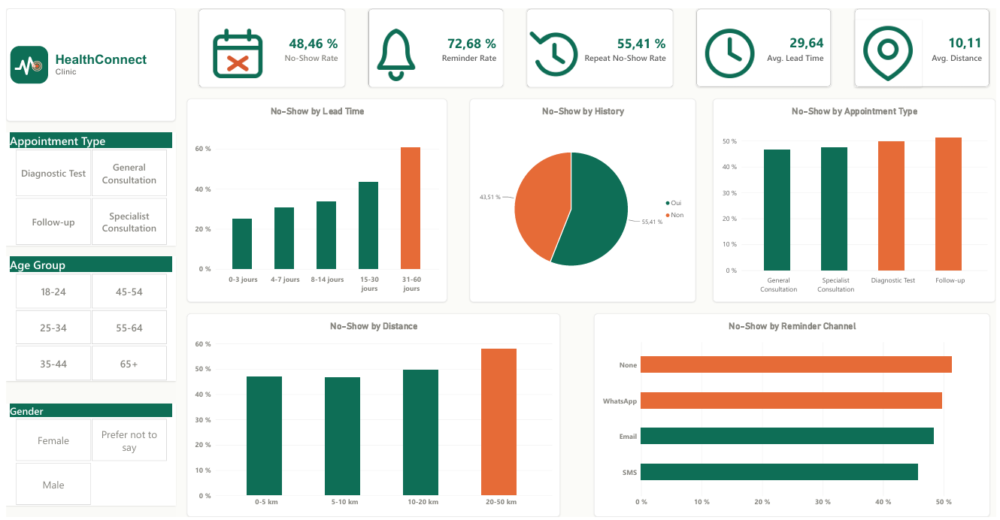 HealthConnect
Clinic
48,46 %
No-Show Rate
72,68 %
Reminder Rate
55,41 %
Repeat No-Show Rate
29,64
Avg. Lead Time
10,11
Avg. Distance
Appointment Type
Diagnostic Test
General
Consultation
Follow-up
Specialist
Consultation
Age Group
18-24
45-54
25-34
55-64
35-44
65+
Gender
Female
Prefer not to
say
Male
No-Show by Lead Time
60 %
40 %
20 %
0 %
0-3 jours
4-7 jours
8-14 jours
15-30
jours
31-60
jours
No-Show by History
43,51 %
55,41 %
Oui
Non
No-Show by Appointment Type
50 %
40 %
30 %
20 %
10 %
0 %
General
Consultation
Specialist
Consultation
Diagnostic Test
Follow-up
No-Show by Distance
60 %
50 %
40 %
30 %
20 %
10 %
0 %
0-5 km
5-10 km
10-20 km
20-50 km
No-Show by Reminder Channel
None
WhatsApp
Email
SMS
0 %
10 %
20 %
30 %
40 %
50 %